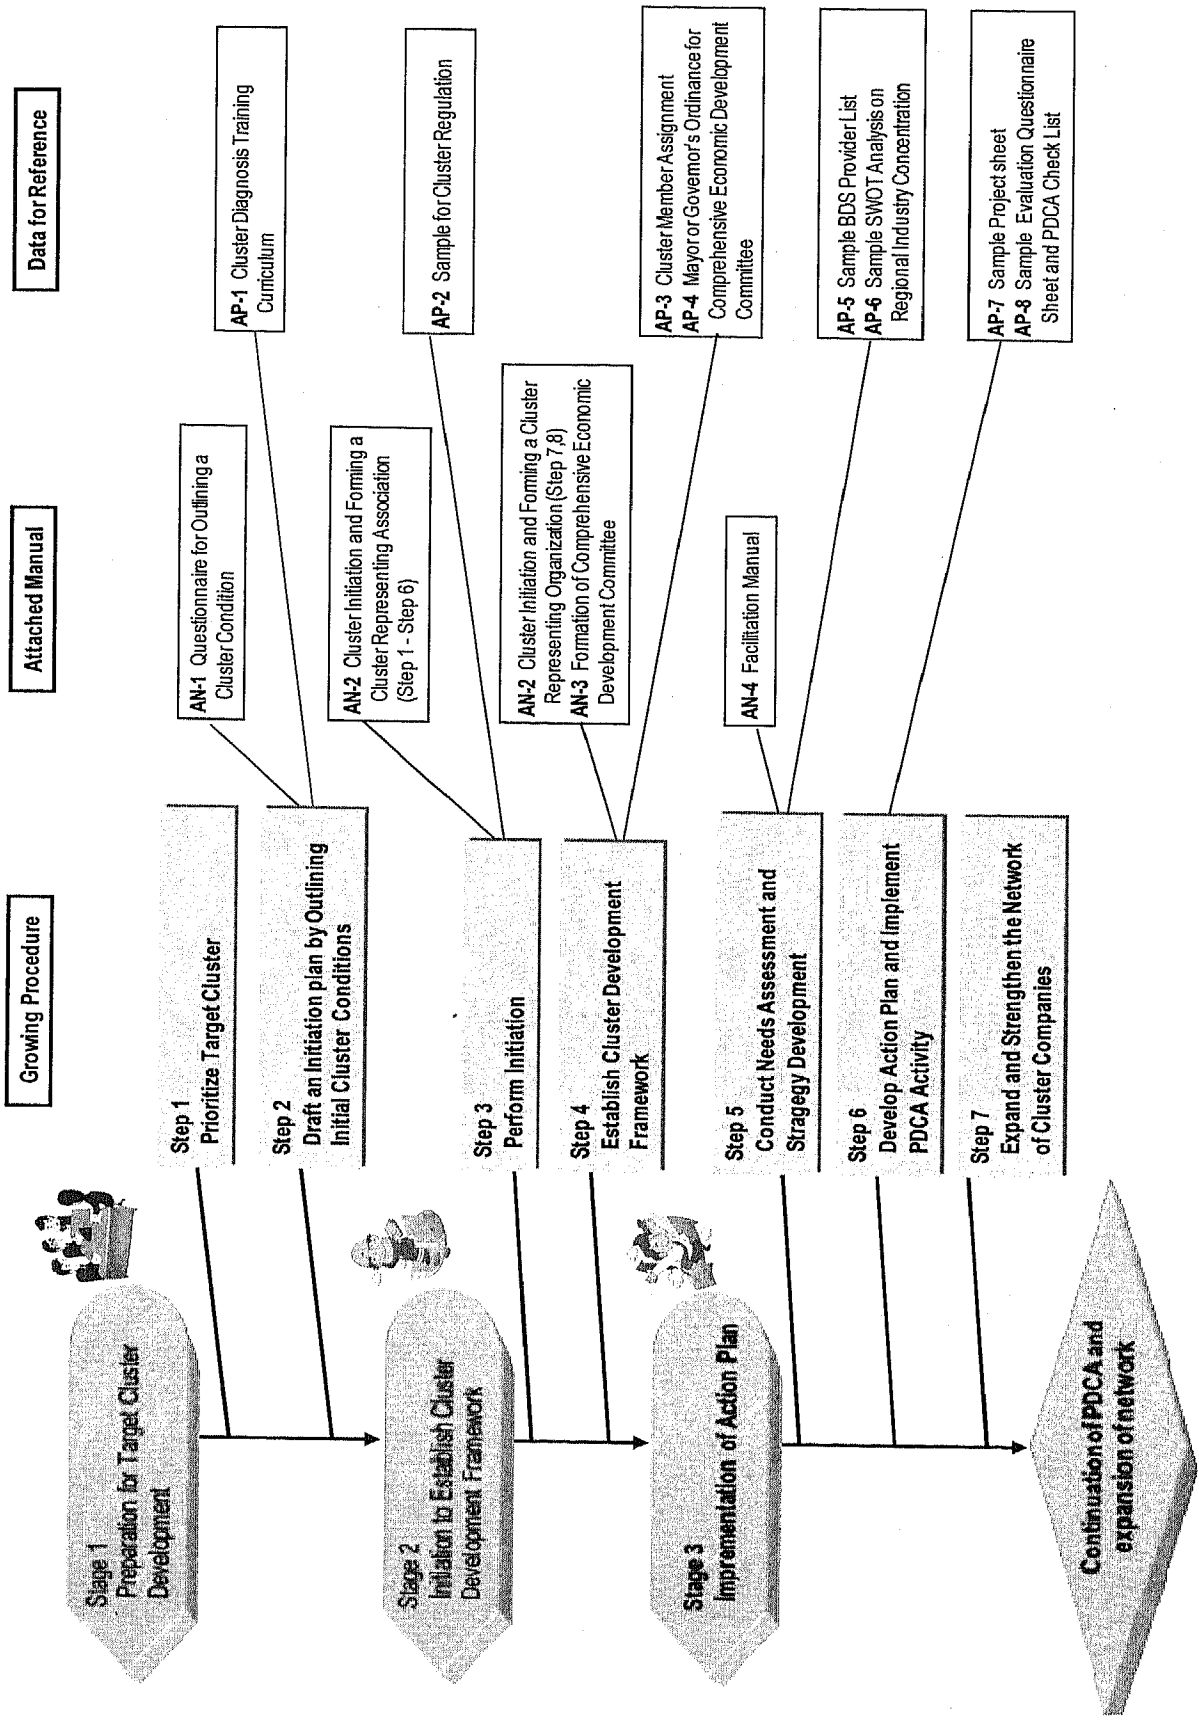 Growing Procedure
Attached Manual
Data for Reference
Stage 1
Preparation for Target Cluster
Development
Step 1
Prioritize Target Cluster
Step 2
Draft an Initiation plan by Outlining
Initial Cluster Conditions
AN-1 Questionnaire for Outlining a
Cluster Condition
AP-1 Cluster Diagnosis Training
Curriculum
Stage 2
Initiation to Establish Cluster
Development Framework
Step 3
Perform Initiation
Step 4
Establish Cluster Development
Framework
AN-2 Cluster Initiation and Forming a
Cluster Representing Association
(Step 1 - Step 6)
AP-2 Sample for Cluster Regulation
AN-2 Cluster Initiation and Forming a Cluster
Representing Organization (Step 7,8)
AN-3 Formation of Comprehensive Economic
Development Committee
AP-3 Cluster Member Assignment
AP-4 Mayor or Governor's Ordinance for
Comprehensive Economic Development
Committee
Stage 3
Imprementation of Action Plan
Step 5
Conduct Needs Assessment and
Stragegy Development
Step 6
Develop Action Plan and Implement
PDCA Activity
Step 7
Expand and Strengthen the Network
of Cluster Companies
AN-4 Facilitation Manual
AP-5 Sample BDS Provider List
AP-6 Sample SWOT Analysis on
Regional Industry Concentration
AP-7 Sample Project sheet
AP-8 Sample Evaluation Questionnaire
Sheet and PDCA Check List
Continuation of PDCA and
expansion of network